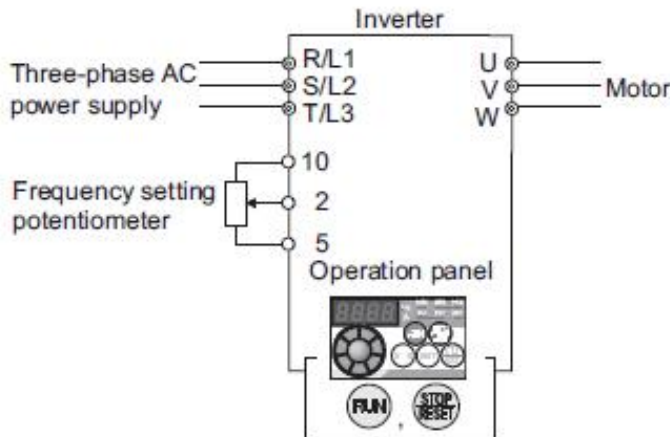 Inverter
Three-phase AC
power supply
R/L1
S/L2
T/L3
U
V
W
Motor
Frequency setting
potentiometer
10
2
5
Operation panel
RUN , STOP
RESET